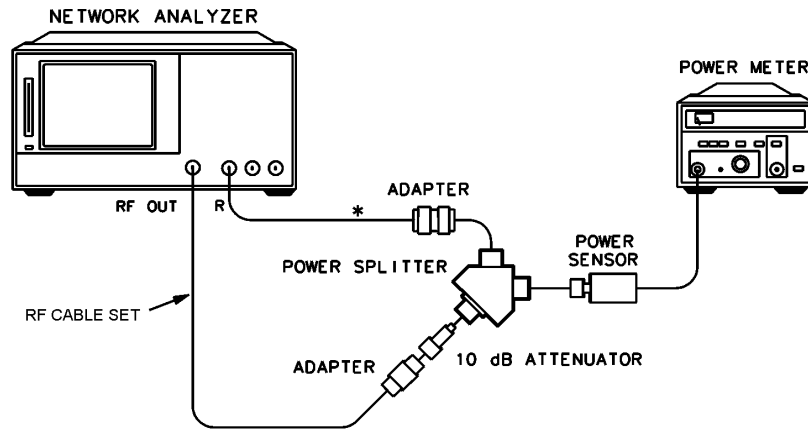 NETWORK ANALYZER
POWER METER
RF OUT
R
*
ADAPTER
POWER SPLITTER
POWER
SENSOR
RF CABLE SET
ADAPTER
10 dB ATTENUATOR